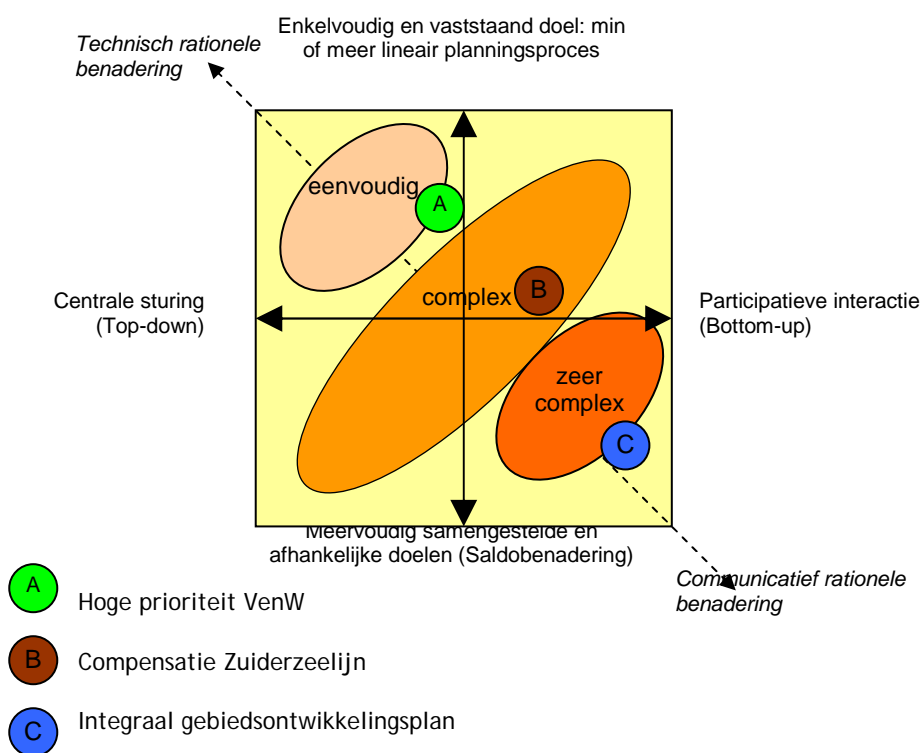 Enkelvoudig en vaststaand doel: min
of meer lineair planningsproces
Technisch rationele
benadering
eenvoudig
A
Centrale sturing
(Top-down)
complex
B
Participatieve interactie
(Bottom-up)
zeer
complex
C
Meervoudig samengestelde en
afhankelijke doelen (Saldobenadering)
Communicatief rationele
benadering
A
Hoge prioriteit VenW
B
Compensatie Zuiderzeelijn
C
Integraal gebiedsontwikkelingsplan